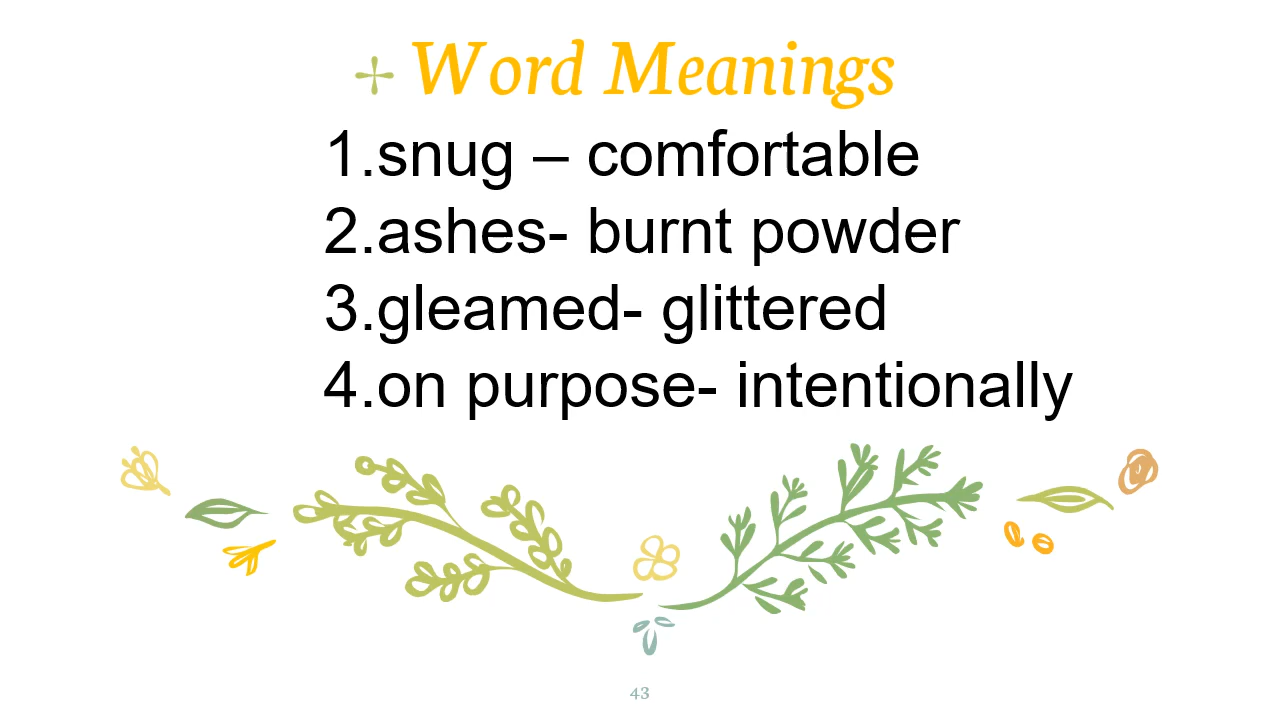 Word Meanings
1.snug – comfortable
2.ashes- burnt powder
3.gleamed- glittered
4.on purpose- intentionally
43